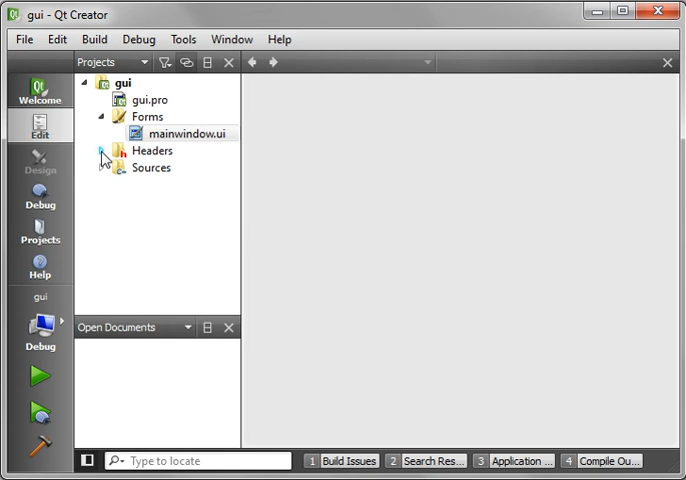 gui - Qt Creator
File Edit Build Debug Tools Window Help
Projects
Welcome
Edit
Design
Debug
Projects
Help
gui
Debug
gui
gui.pro
Forms
mainwindow.ui
Headers
Sources
Open Documents
Type to locate
1 Build Issues 2 Search Res... 3 Application ... 4 Compile Ou...